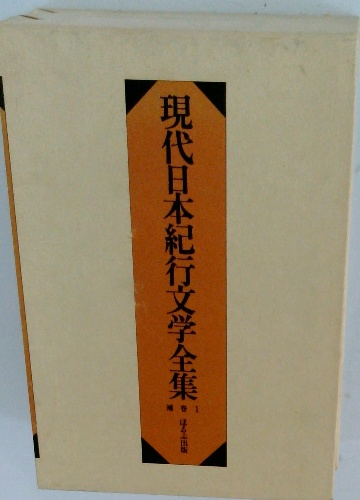 現代日本紀行文学全集
補巻1
ほるぷ出版